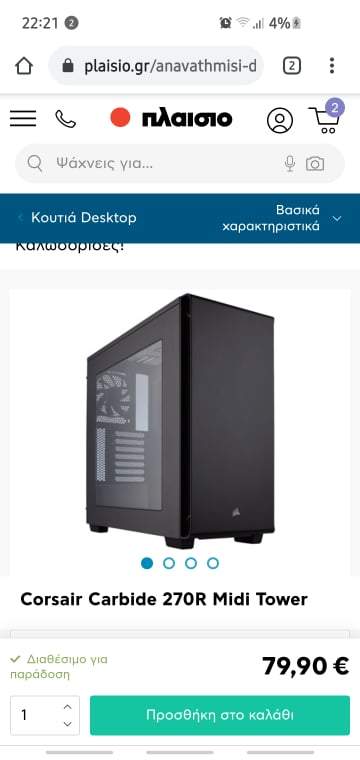 22:21 2 4%
plaisio.gr/anavathmisi-d 2
πλαισιο 2
Ψάχνεις για...
Κουτιά Desktop
Βασικά
χαρακτηριστικά
Καλωσόρισες!
Corsair Carbide 270R Midi Tower
Διαθέσιμο για
παράδοση
79,90 €
1
Προσθήκη στο καλάθι